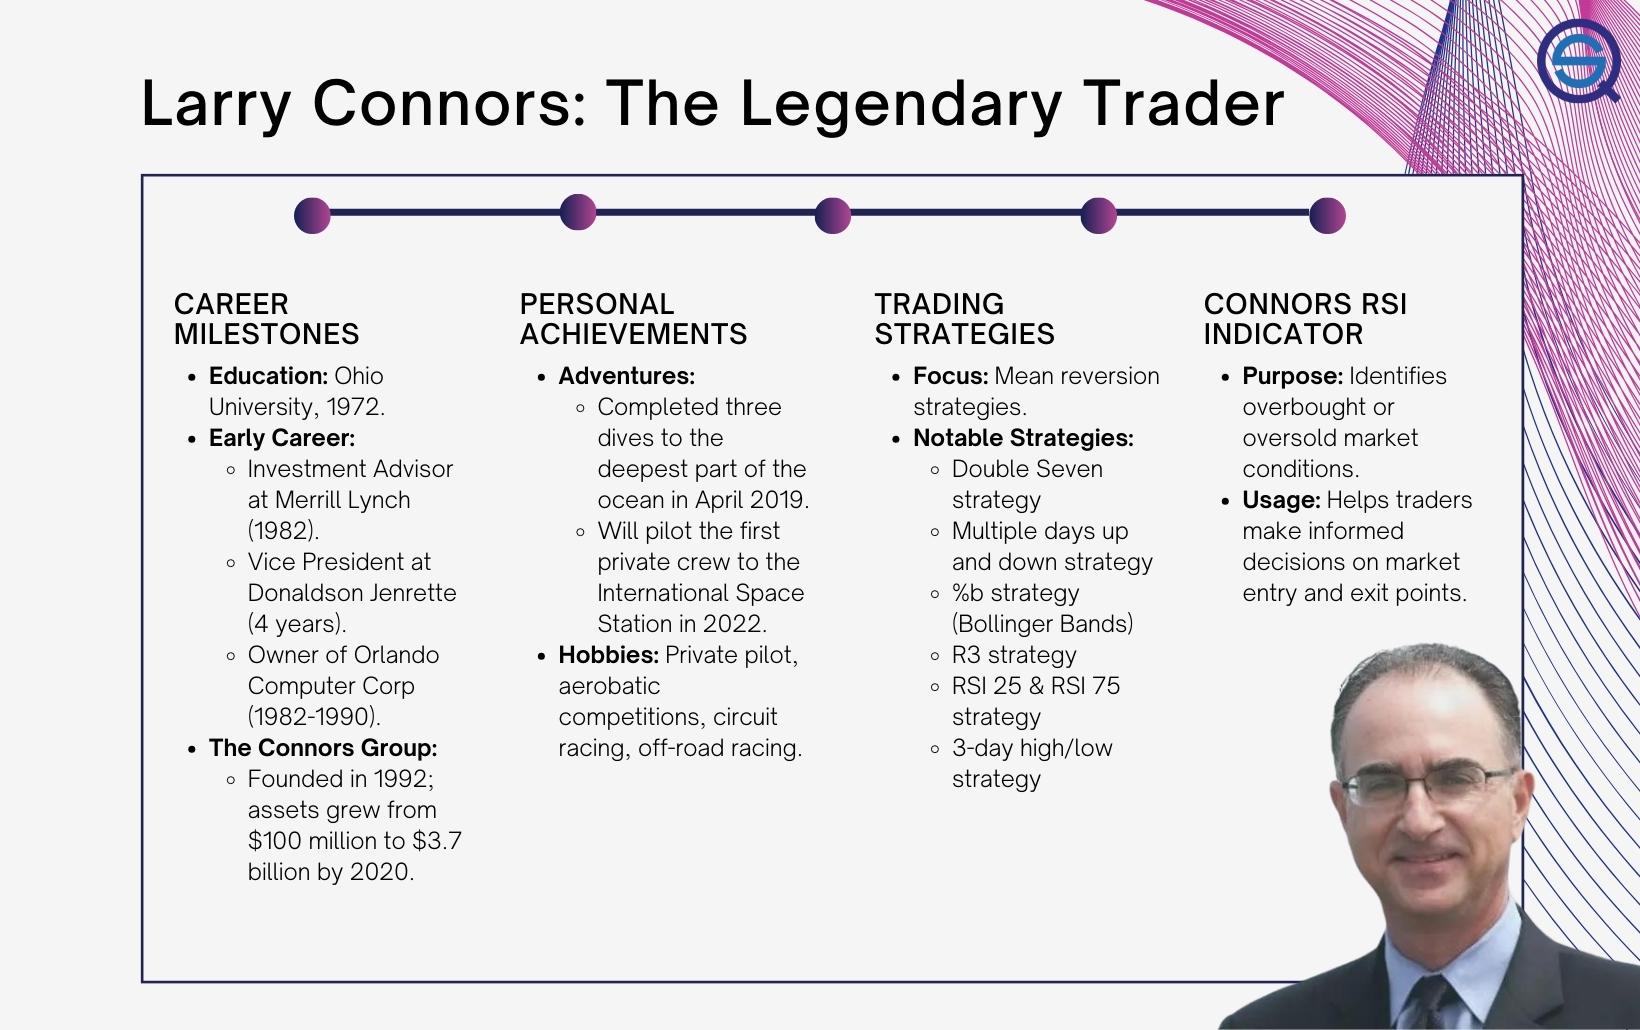 Larry Connors: The Legendary Trader
CAREER
MILESTONES
• Education: Ohio
University, 1972.
• Early Career:
◦ Investment Advisor
at Merrill Lynch
(1982).
◦ Vice President at
Donaldson Jenrette
(4 years).
◦ Owner of Orlando
Computer Corp
(1982-1990).
• The Connors Group:
◦ Founded in 1992;
assets grew from
$100 million to $3.7
billion by 2020.
PERSONAL
ACHIEVEMENTS
• Adventures:
◦ Completed three
dives to the
deepest part of the
ocean in April 2019.
◦ Will pilot the first
private crew to the
International Space
Station in 2022.
• Hobbies: Private pilot,
aerobatic
competitions, circuit
racing, off-road racing.
TRADING
STRATEGIES
• Focus: Mean reversion
strategies.
• Notable Strategies:
◦ Double Seven
strategy
◦ Multiple days up
and down strategy
◦ %b strategy
(Bollinger Bands)
◦ R3 strategy
◦ RSI 25 & RSI 75
strategy
◦ 3-day high/low
strategy
CONNORS RSI
INDICATOR
• Purpose: Identifies
overbought or
oversold market
conditions.
• Usage: Helps traders
make informed
decisions on market
entry and exit points.